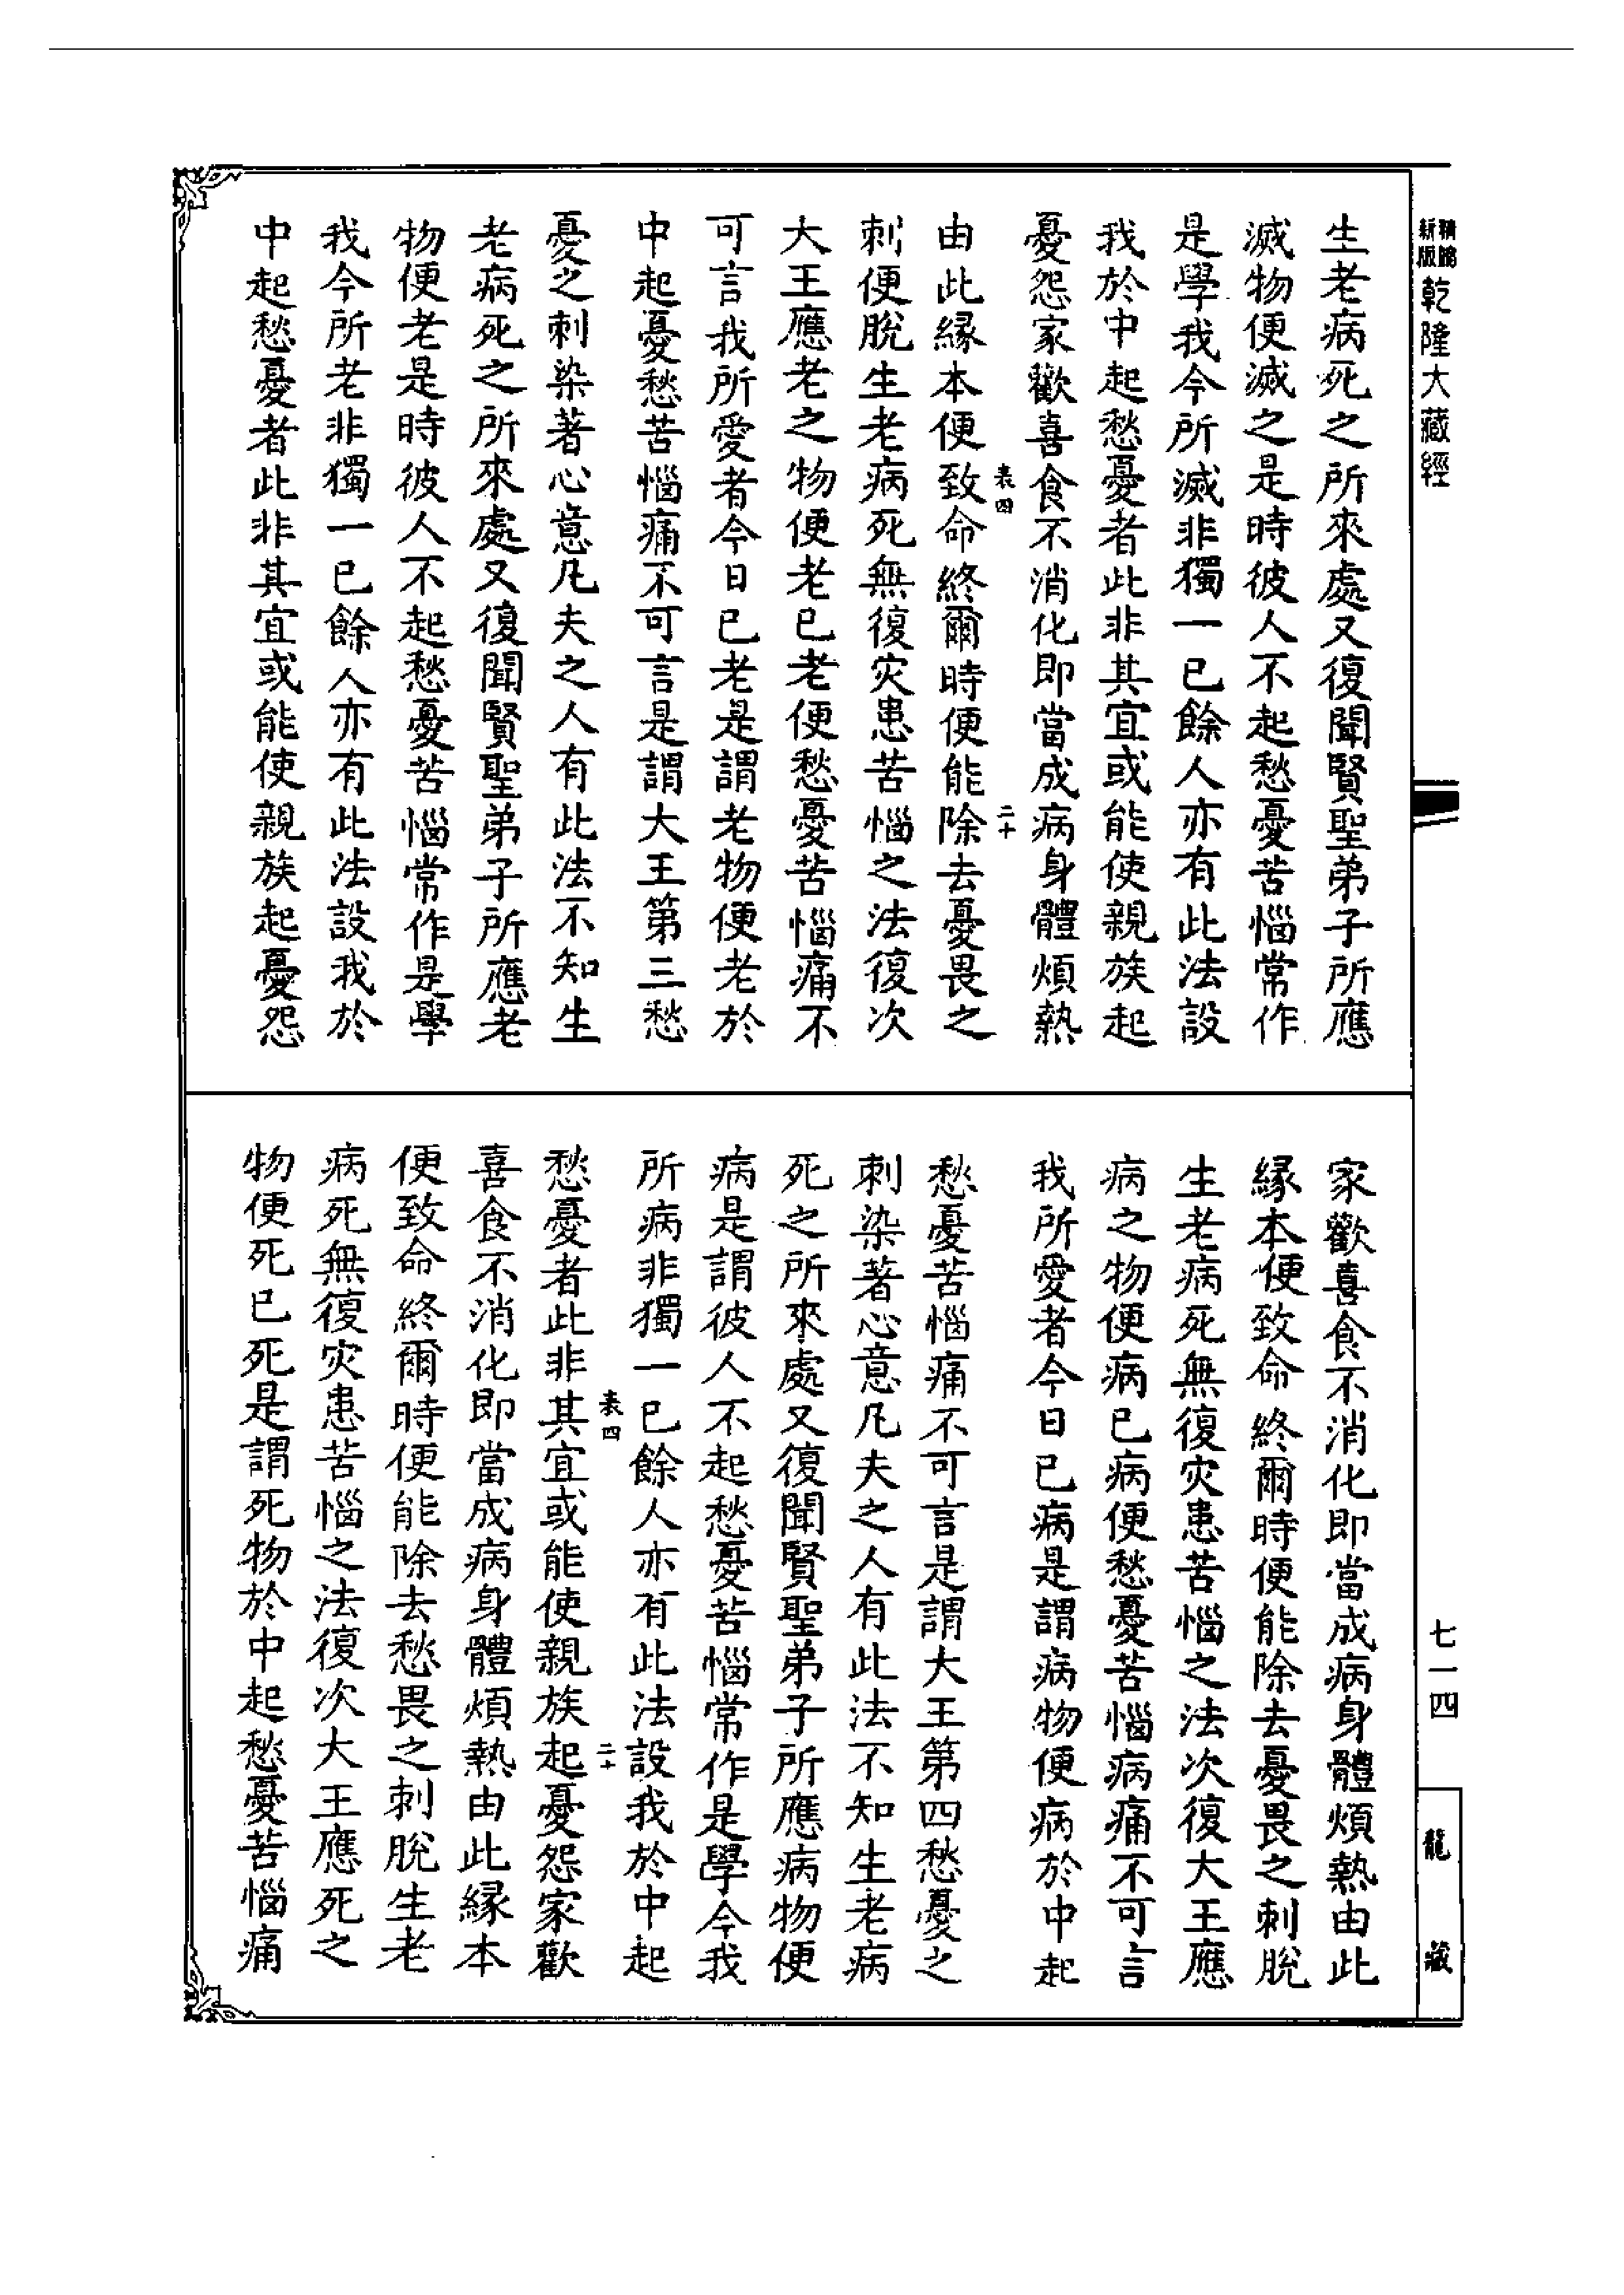 新版
精縮
乾隆大藏經
生老病死之所來處又復聞賢聖弟子所應
滅物便滅之是時彼人不起愁憂苦惱常作
是學我今所滅非獨一已餘人亦有此法設
我於中起愁憂者此非其宜或能使親族起
憂怨家歡喜食不消化即當成病身體煩熱
表四
二十
由此緣本便致命終爾時便能除去憂畏之
刺便脫生老病死無復灾患苦惱之法復次
大王應老之物便老已老便愁憂苦惱痛不
可言我所愛者今日已老是謂老物便老於
中起憂愁苦惱痛不可言是謂大王第三愁
憂之刺染著心意凡夫之人有此法不知生
老病死之所來處又復聞賢聖弟子所應老
物便老是時彼人不起愁憂苦惱常作是學
我今所老非獨一已餘人亦有此法設我於
中起愁憂者此非其宜或能使親族起憂怨
七一四
龍藏
家歡喜食不消化即當成病身體煩熱由此
緣本便致命終爾時便能除去憂畏之刺脫
生老病死無復灾患苦惱之法次復大王應
病之物便病已病便愁憂苦惱病痛不可言
我所愛者今日已病是謂病物便病於中起
愁憂苦惱痛不可言是謂大王第四愁憂之
刺染著心意凡夫之人有此法不知生老病
死之所來處又復聞賢聖弟子所應病物便
病是謂彼人不起愁憂苦惱常作是學今我
所病非獨一已餘人亦有此法設我於中起
表四
二十
愁憂者此非其宜或能使親族起憂怨家歡
喜食不消化即當成病身體煩熱由此緣本
便致命終爾時便能除去愁畏之刺脫生老
病死無復灾患苦惱之法復次大王應死之
物便死已死是謂死物於中起愁憂苦惱痛